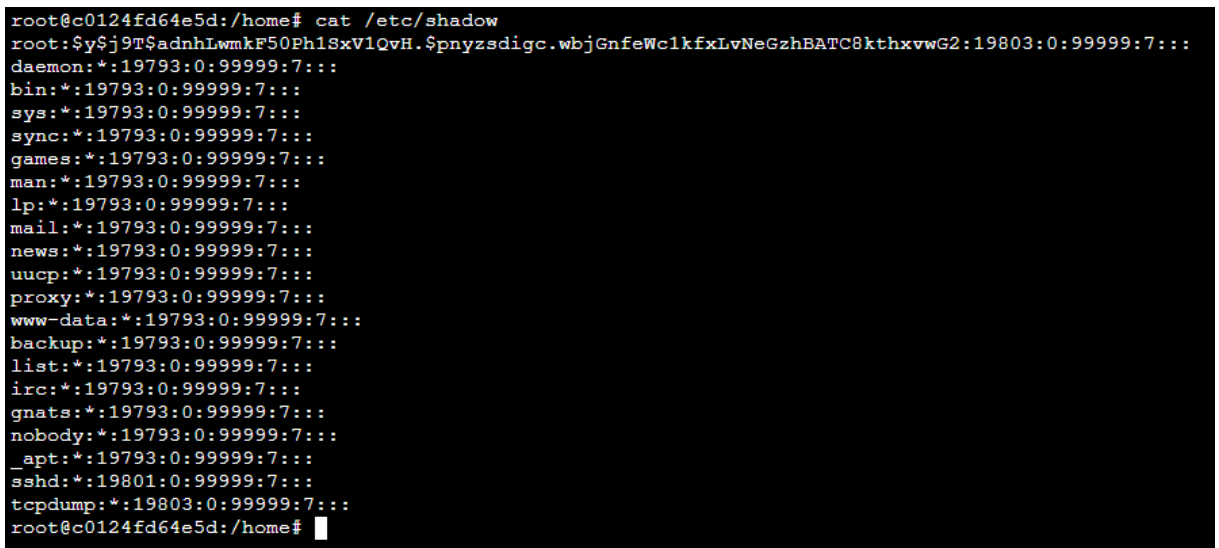 root@c0124fd64e5d:/home# cat /etc/shadow
root:$y$j9T$adnhLwmkF50Ph1SxV1QvH.$pnyzsdigc.wbjGnfeWc1kfxLvNeGzhBATC8kthxvwG2:19803:0:99999:7:::
daemon:*:19793:0:99999:7:::
bin:*:19793:0:99999:7:::
sys:*:19793:0:99999:7:::
sync:*:19793:0:99999:7:::
games:*:19793:0:99999:7:::
man:*:19793:0:99999:7:::
lp:*:19793:0:99999:7:::
mail:*:19793:0:99999:7:::
news:*:19793:0:99999:7:::
uucp:*:19793:0:99999:7:::
proxy:*:19793:0:99999:7:::
www-data:*:19793:0:99999:7:::
backup:*:19793:0:99999:7:::
list:*:19793:0:99999:7:::
irc:*:19793:0:99999:7:::
gnats:*:19793:0:99999:7:::
nobody:*:19793:0:99999:7:::
_apt:*:19793:0:99999:7:::
sshd:*:19801:0:99999:7:::
tcpdump:*:19803:0:99999:7:::
root@c0124fd64e5d:/home#